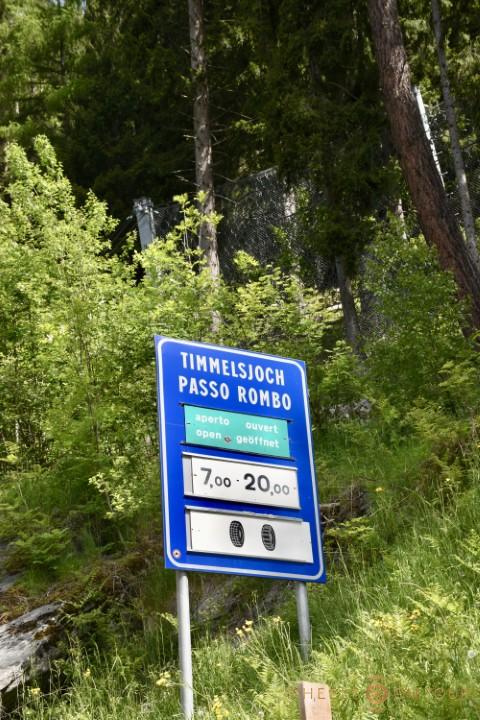 TIMMELSJOCH
PASSO ROMBO
aperto ouvert
open geöffnet
7,00 - 20,00